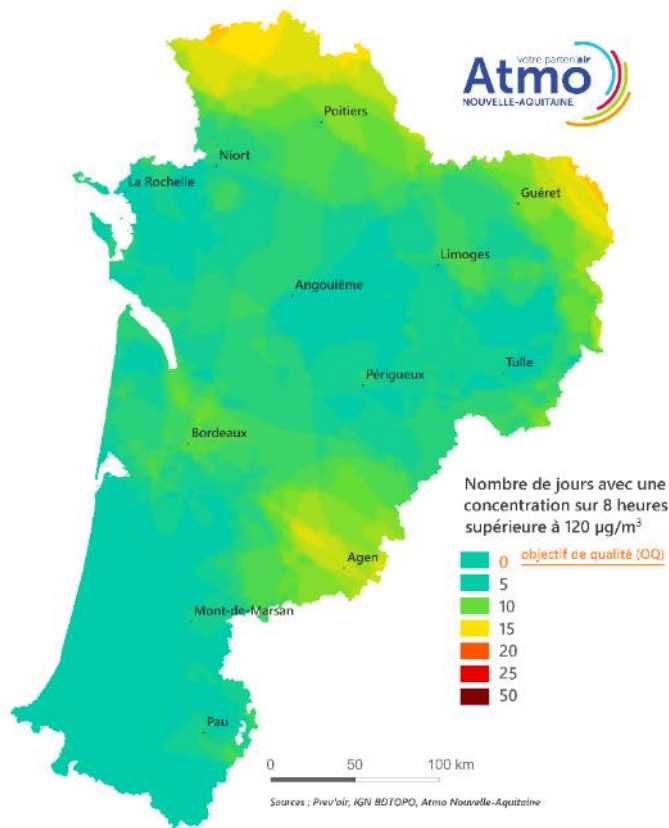 votre parten'air
Atmo
NOUVELLE-AQUITAINE
Poitiers
Niort
La Rochelle
Guéret
Limoges
Angoulême
Tulle
Périgueux
Bordeaux
Nombre de jours avec une
concentration sur 8 heures
supérieure à 120 µg/m³
0 objectif de qualité (OQ)
5
10
15
20
25
50
Agen
Mont-de-Marsan
Pau
0 50 100 km
Sources : Prev'air, IGN BDTOPO, Atmo Nouvelle-Aquitaine